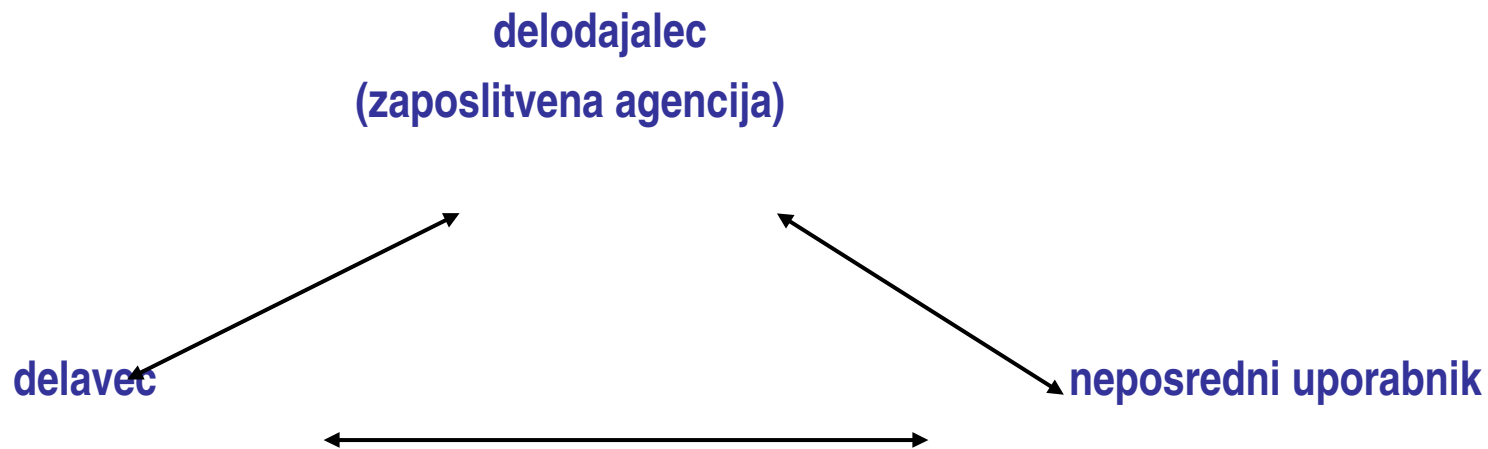 delodajalec
(zaposlitvena agencija)
delavec
neposredni uporabnik